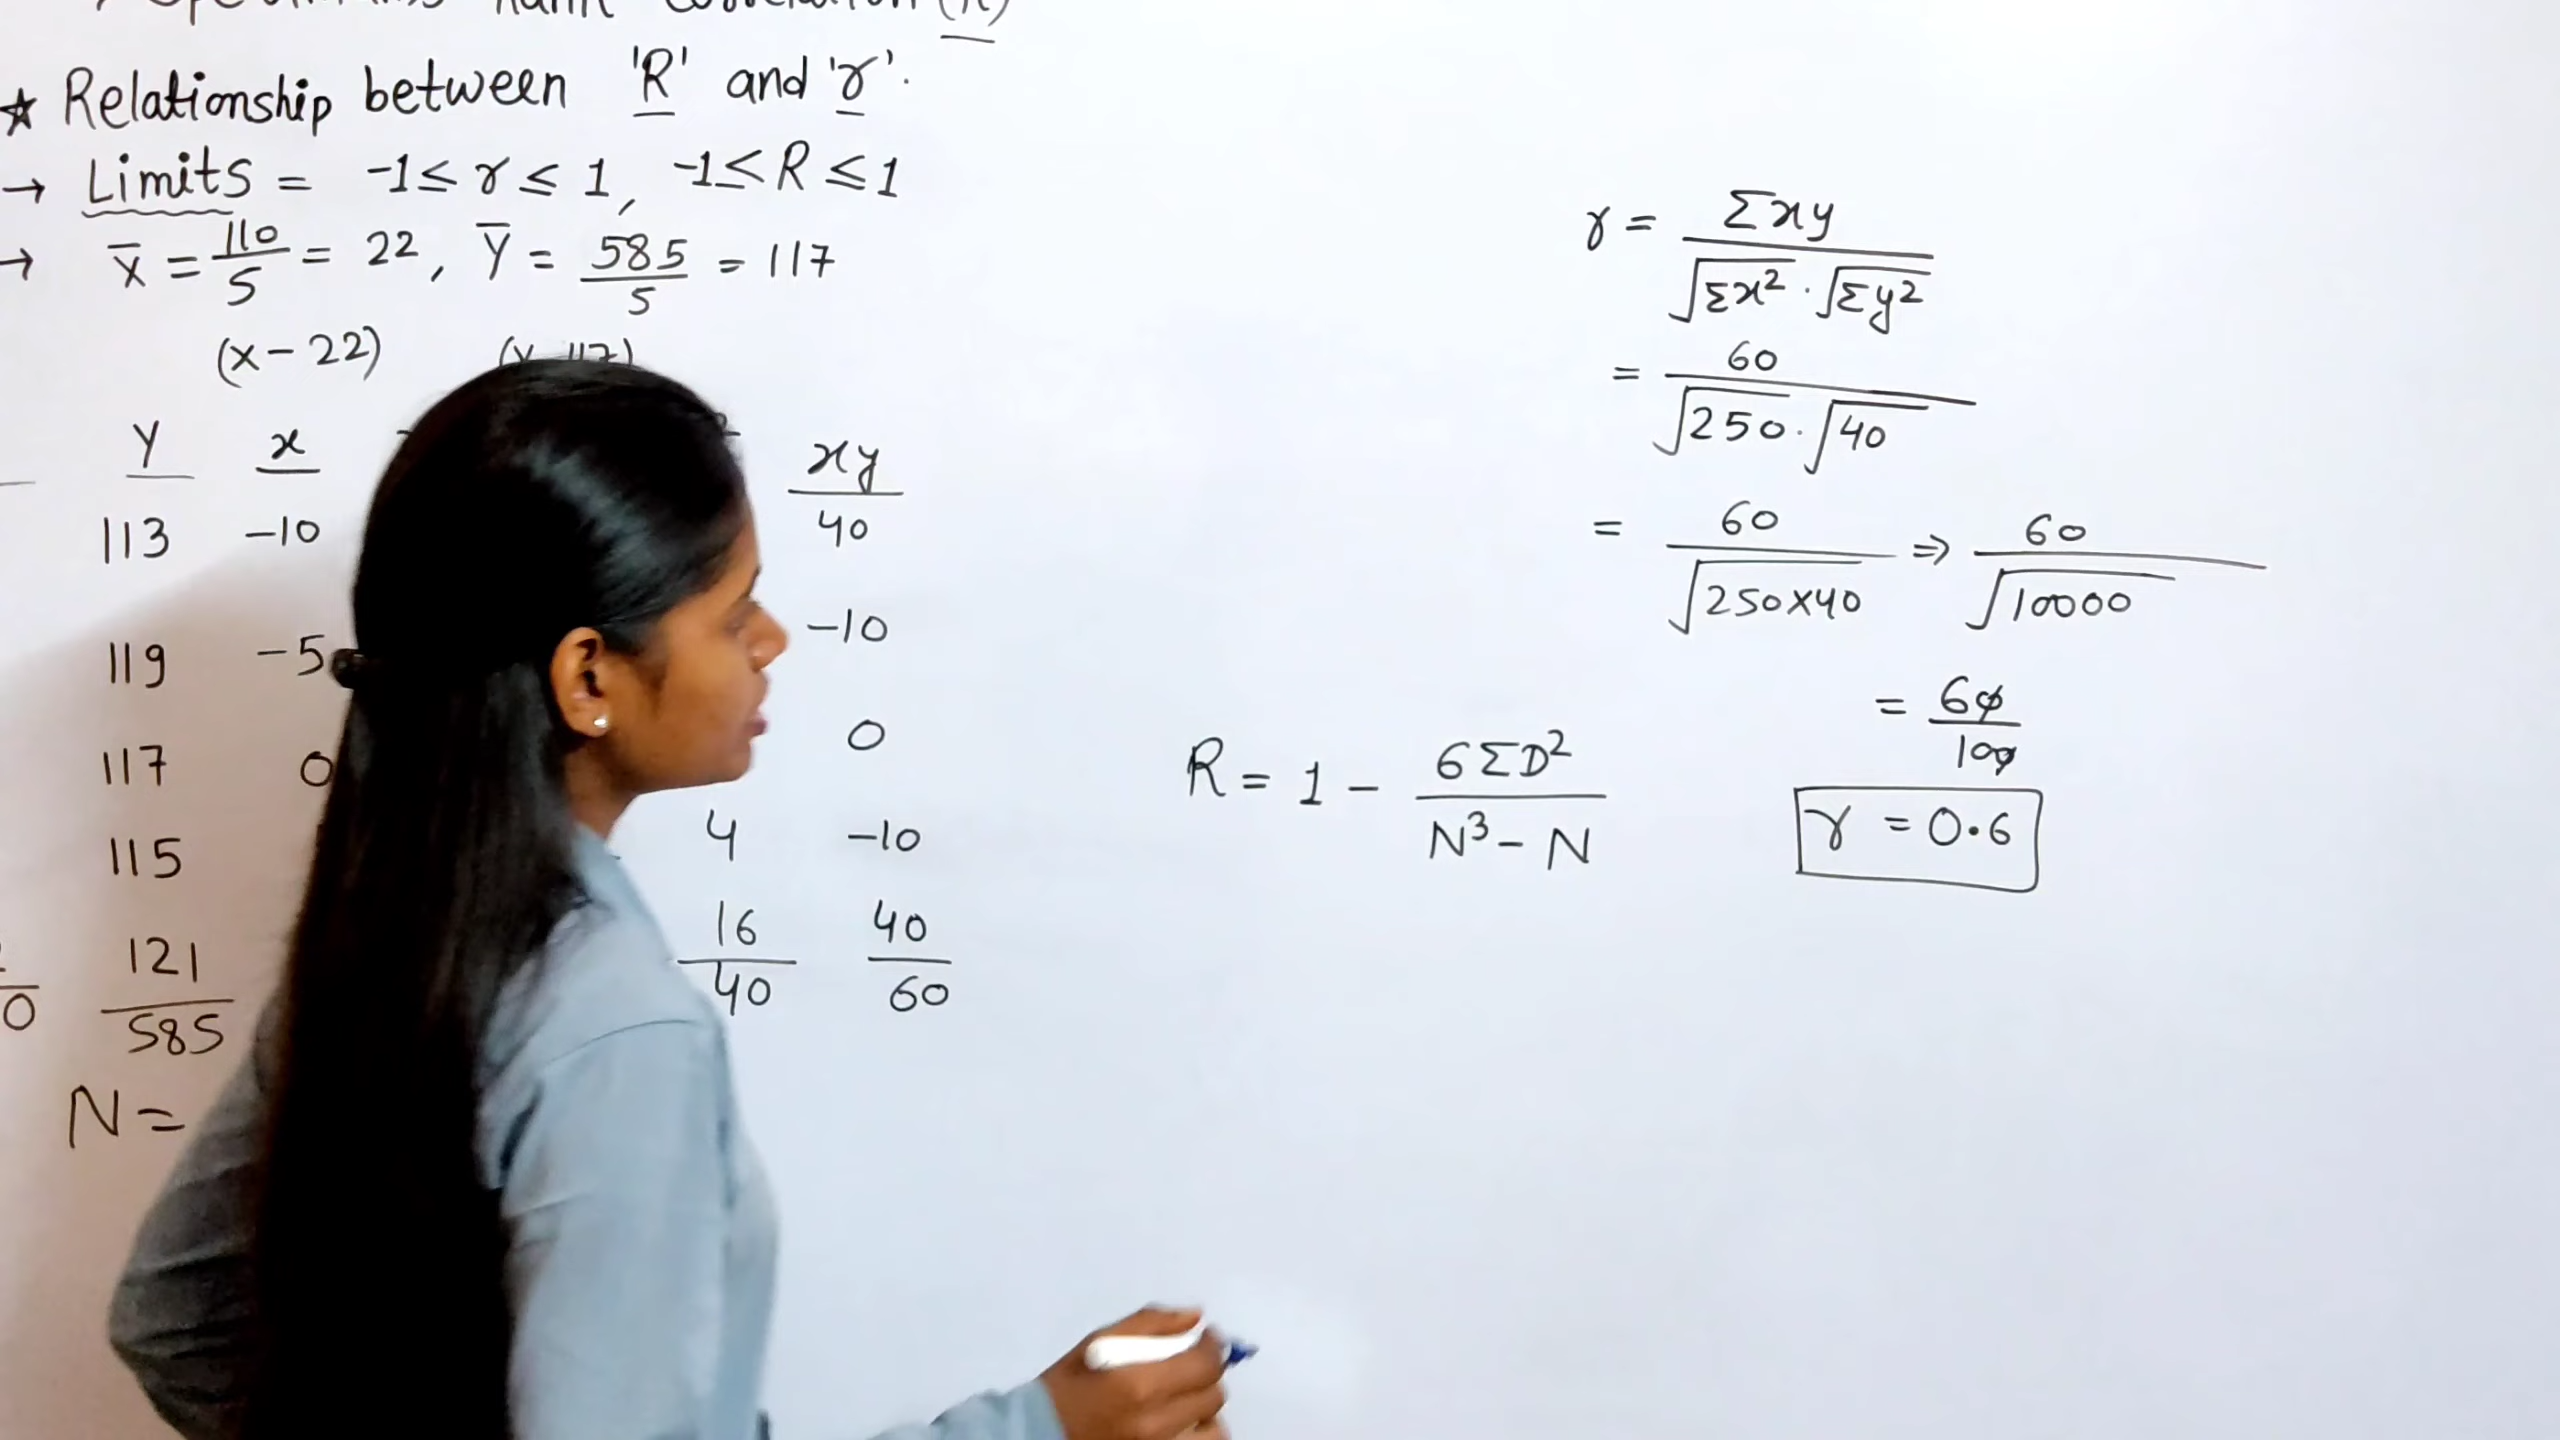 (R)
★ Relationship between 'R' and 'r'.
→ Limits = -1 ≤ r ≤ 1, -1 ≤ R ≤ 1
→ X̅ = 110/5 = 22, Y̅ = 585/5 = 117
(x - 22) (Y-117)
Y x xy
113 -10 40
119 -5 -10
117 0 0
115 4 -10
121 16 40
0 585 40 60
N =
r = Σxy / √Σx² · √Σy²
= 60 / √250 · √40
= 60 / √250×40 ⇒ 60 / √10000
= 60 / 100
r = 0.6
R = 1 - 6ΣD² / N³ - N